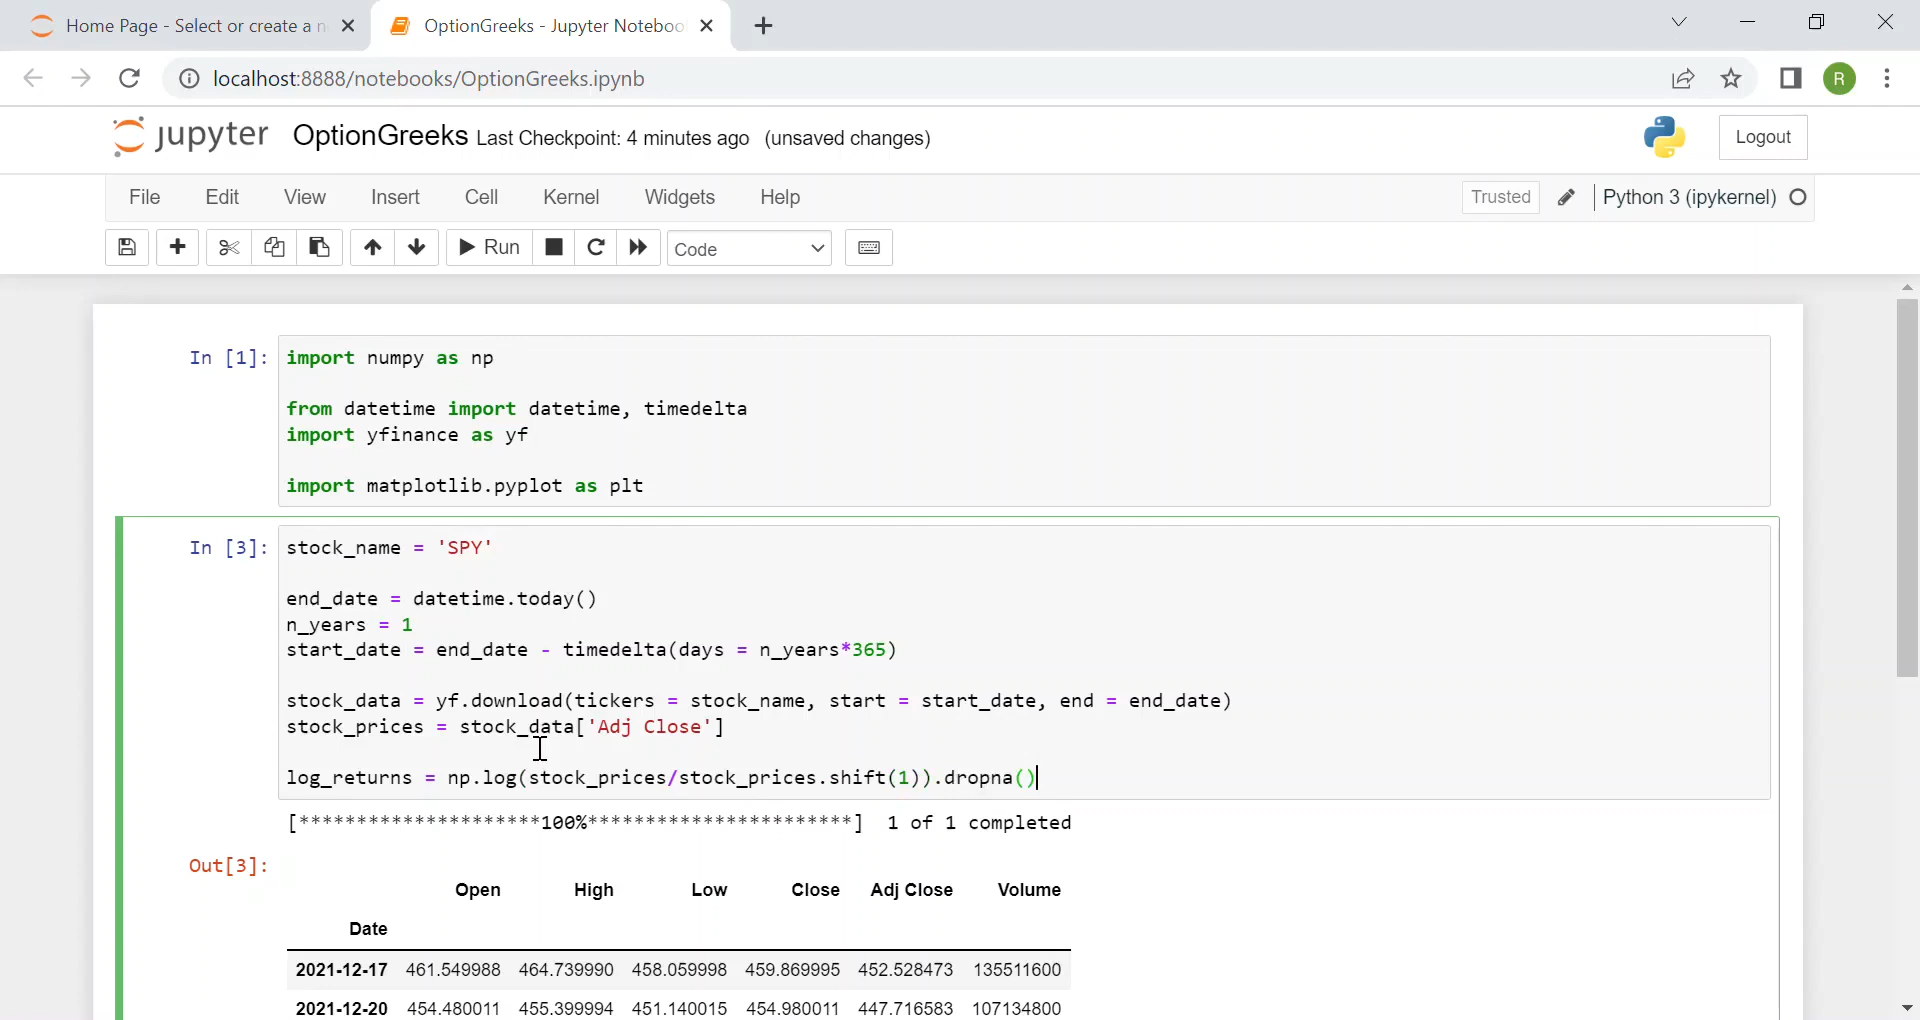 Home Page - Select or create a n
OptionGreeks - Jupyter Noteboo
localhost:8888/notebooks/OptionGreeks.ipynb
R
jupyter OptionGreeks Last Checkpoint: 4 minutes ago (unsaved changes)
Logout
File Edit View Insert Cell Kernel Widgets Help
Trusted Python 3 (ipykernel)
Run Code
In [1]: import numpy as np
from datetime import datetime, timedelta
import yfinance as yf
import matplotlib.pyplot as plt
In [3]: stock_name = 'SPY'
end_date = datetime.today()
n_years = 1
start_date = end_date - timedelta(days = n_years*365)
stock_data = yf.download(tickers = stock_name, start = start_date, end = end_date)
stock_prices = stock_data['Adj Close']
log_returns = np.log(stock_prices/stock_prices.shift(1)).dropna()
[*********************100%***********************] 1 of 1 completed
Out[3]:
Open High Low Close Adj Close Volume
Date
2021-12-17 461.549988 464.739990 458.059998 459.869995 452.528473 135511600
2021-12-20 454.480011 455.399994 451.140015 454.980011 447.716583 107134800